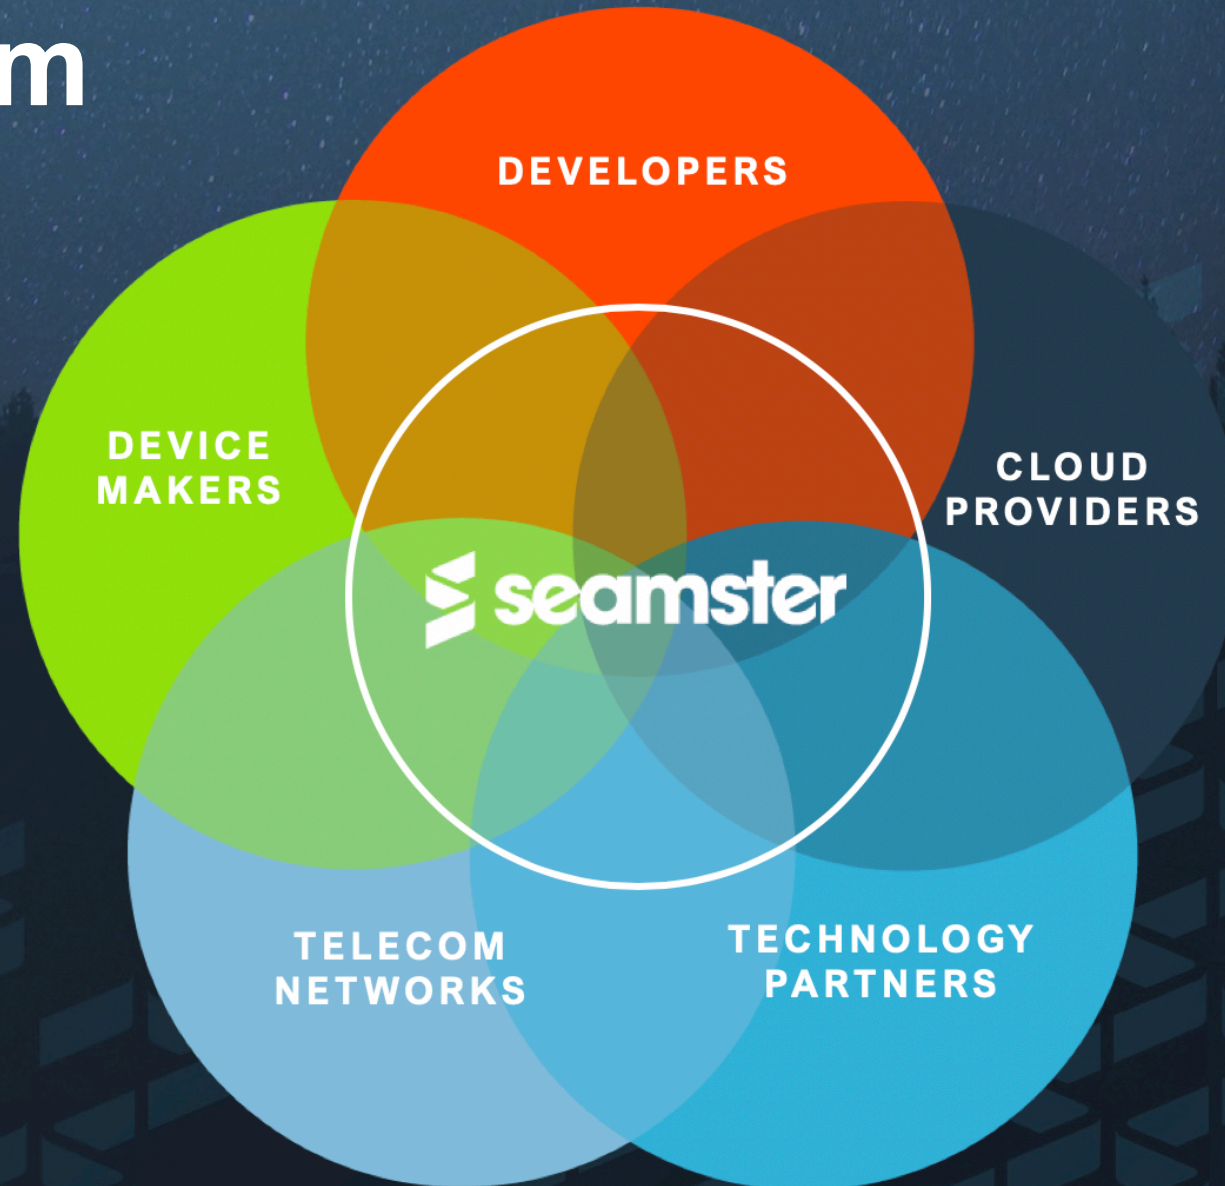 m
DEVELOPERS
DEVICE
MAKERS
CLOUD
PROVIDERS
seamster
TELECOM
NETWORKS
TECHNOLOGY
PARTNERS